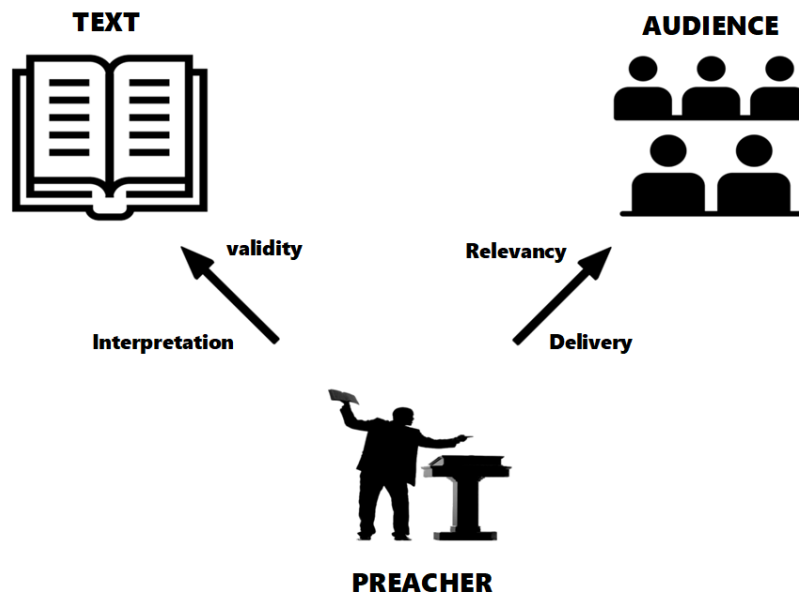 TEXT
AUDIENCE
validity
Relevancy
Interpretation
Delivery
PREACHER